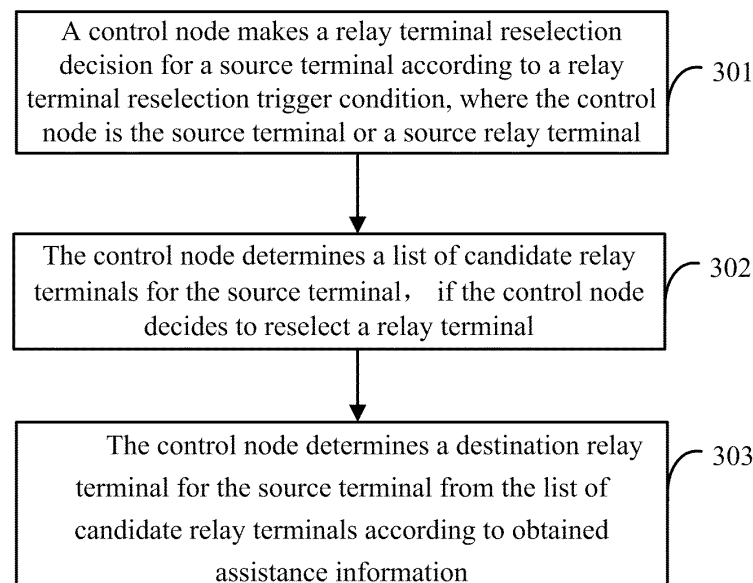 A control node makes a relay terminal reselection
decision for a source terminal according to a relay
terminal reselection trigger condition, where the control
node is the source terminal or a source relay terminal
301
The control node determines a list of candidate relay
terminals for the source terminal， if the control node
decides to reselect a relay terminal
302
The control node determines a destination relay
terminal for the source terminal from the list of
candidate relay terminals according to obtained
assistance information
303